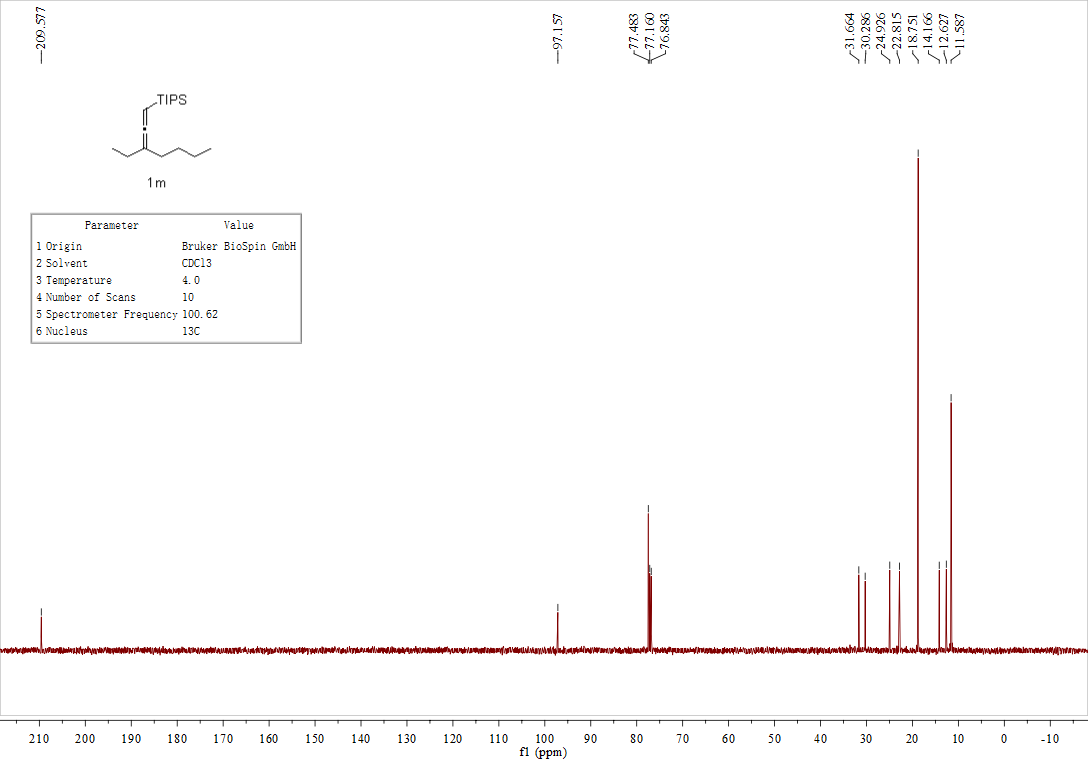 209.577
97.157
77.483
77.160
76.843
31.664
30.286
24.926
22.815
18.751
14.166
12.627
11.587
TIPS
1m
Parameter Value
1 Origin Bruker BioSpin GmbH
2 Solvent CDCl3
3 Temperature 4.0
4 Number of Scans 10
5 Spectrometer Frequency 100.62
6 Nucleus 13C
210 200 190 180 170 160 150 140 130 120 110 100 90 80 70 60 50 40 30 20 10 0 -10
f1 (ppm)